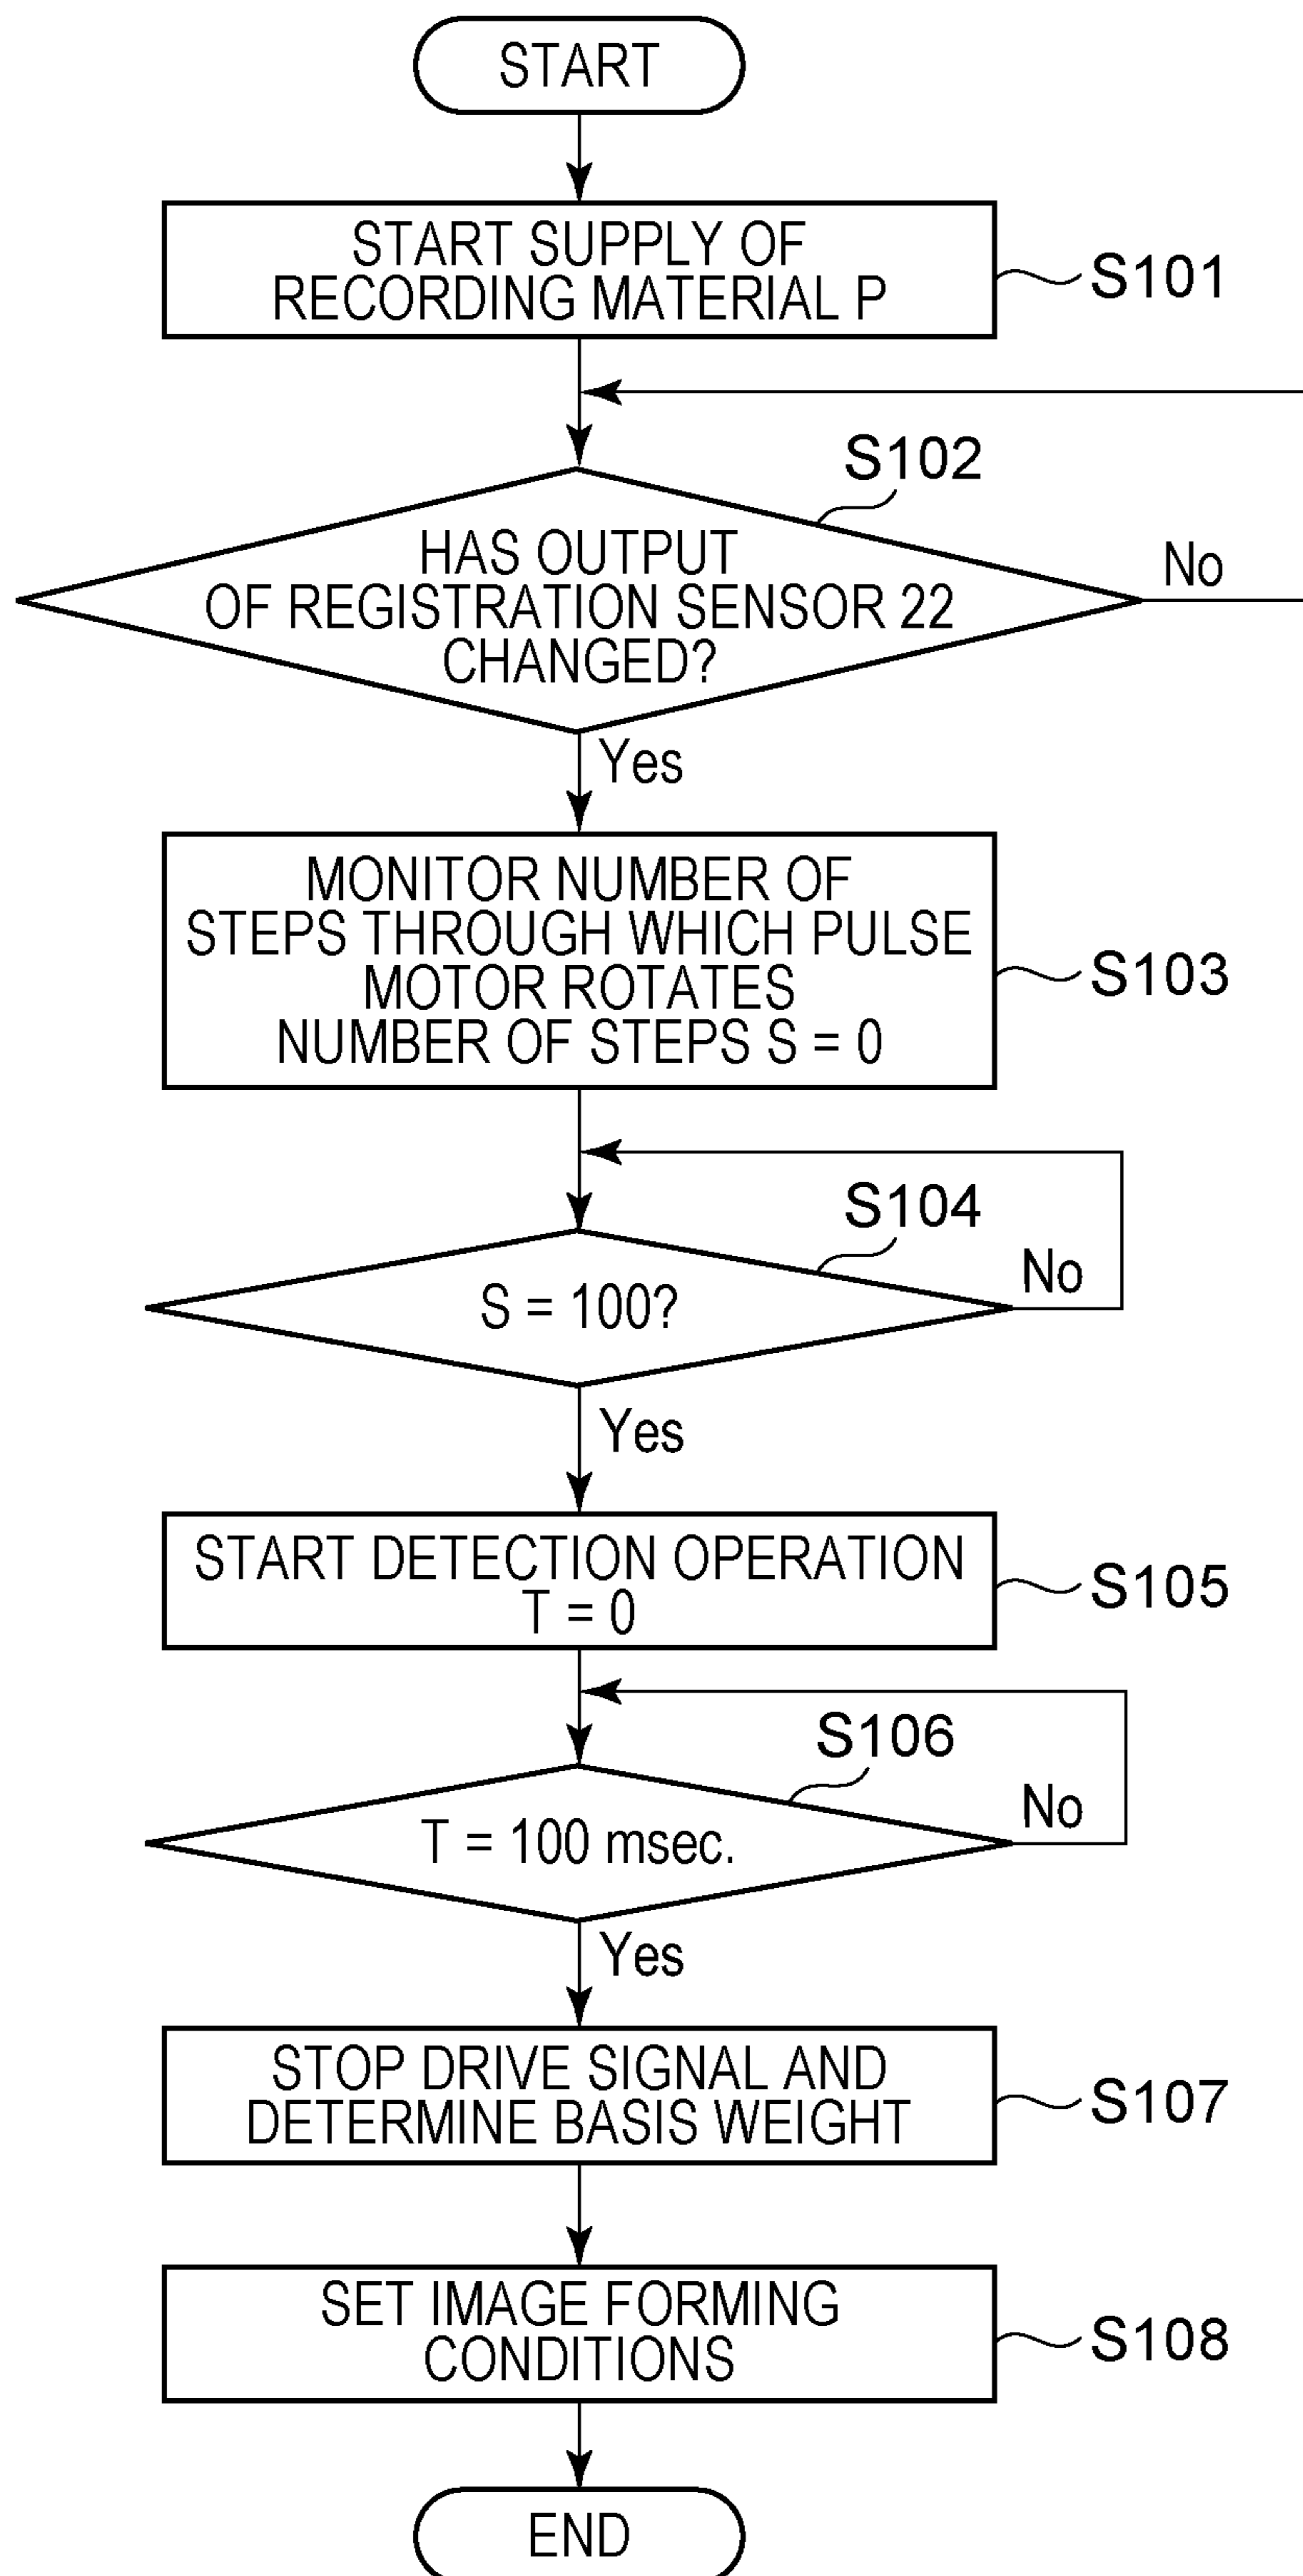 START
START SUPPLY OF
RECORDING MATERIAL P
S101
S102
HAS OUTPUT
OF REGISTRATION SENSOR 22
CHANGED?
No
Yes
MONITOR NUMBER OF
STEPS THROUGH WHICH PULSE
MOTOR ROTATES
NUMBER OF STEPS S = 0
S103
S104
S = 100?
No
Yes
START DETECTION OPERATION
T = 0
S105
S106
T = 100 msec.
No
Yes
STOP DRIVE SIGNAL AND
DETERMINE BASIS WEIGHT
S107
SET IMAGE FORMING
CONDITIONS
S108
END